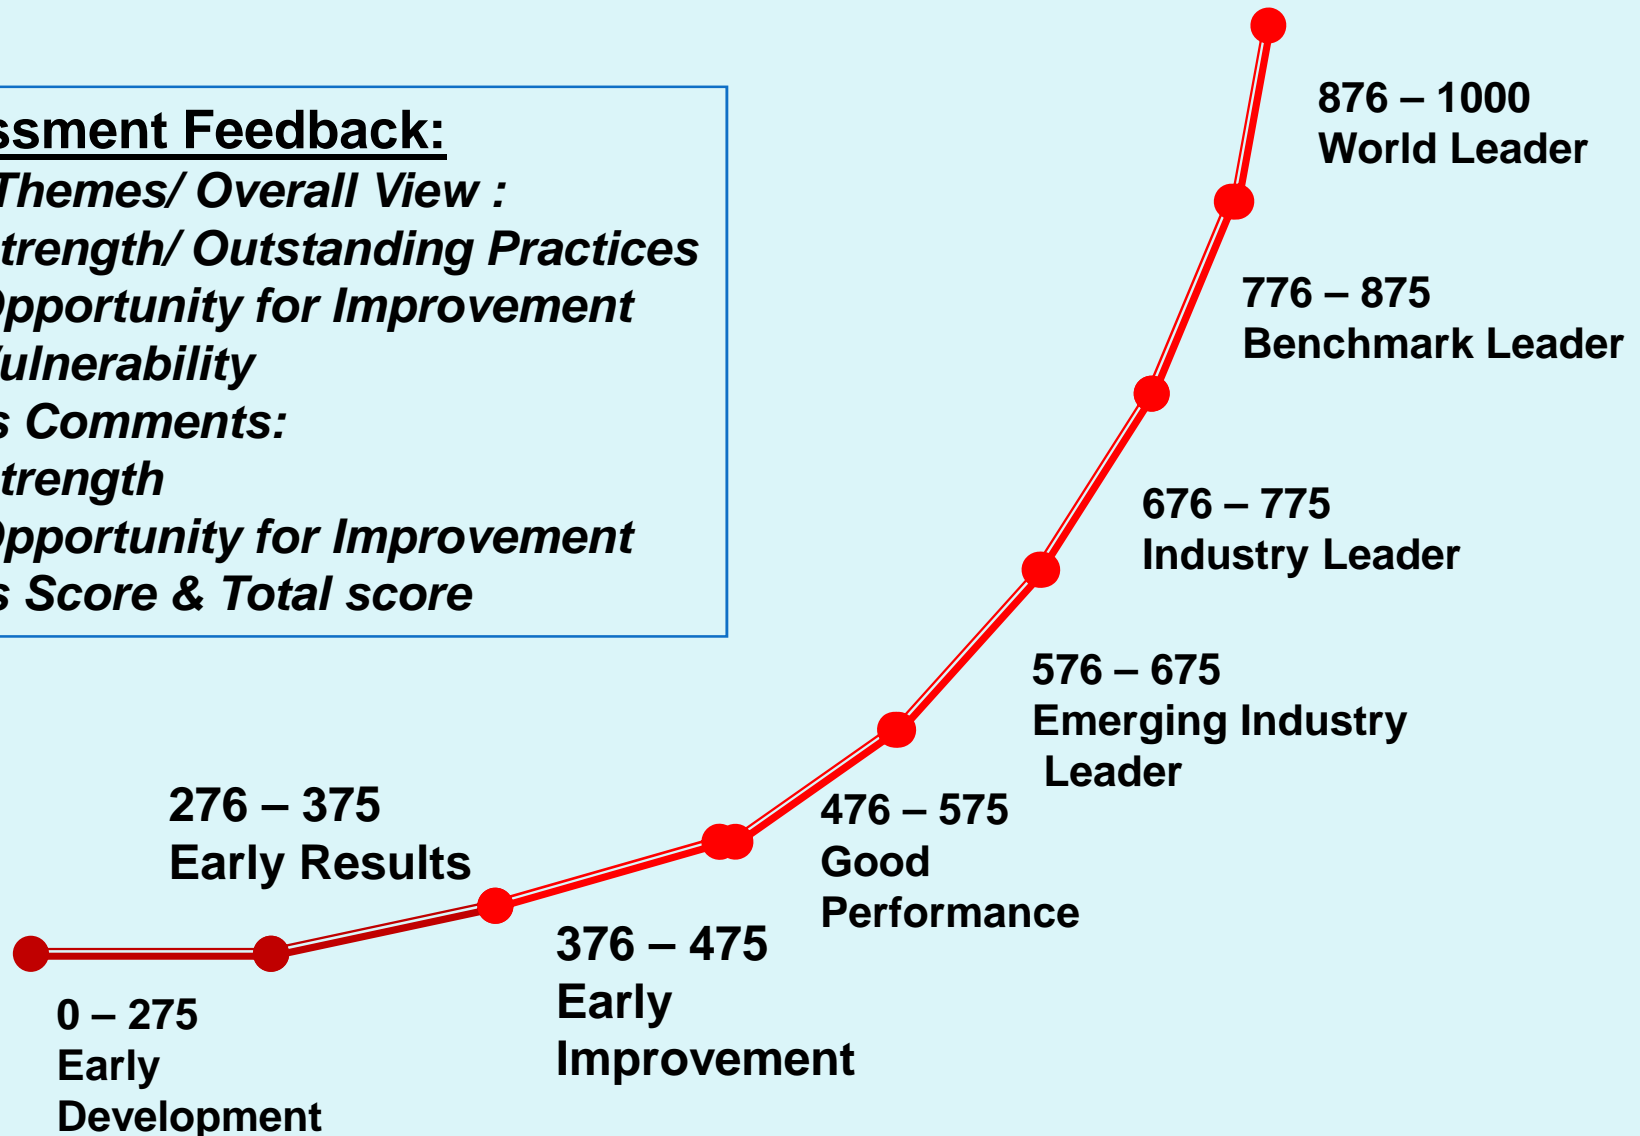 ssment Feedback:
Themes/ Overall View :
trength/ Outstanding Practices
pportunity for Improvement
ulnerability
s Comments:
trength
pportunity for Improvement
s Score & Total score
876 – 1000
World Leader
776 – 875
Benchmark Leader
676 – 775
Industry Leader
576 – 675
Emerging Industry
Leader
476 – 575
Good
Performance
276 – 375
Early Results
376 – 475
Early
Improvement
0 – 275
Early
Development